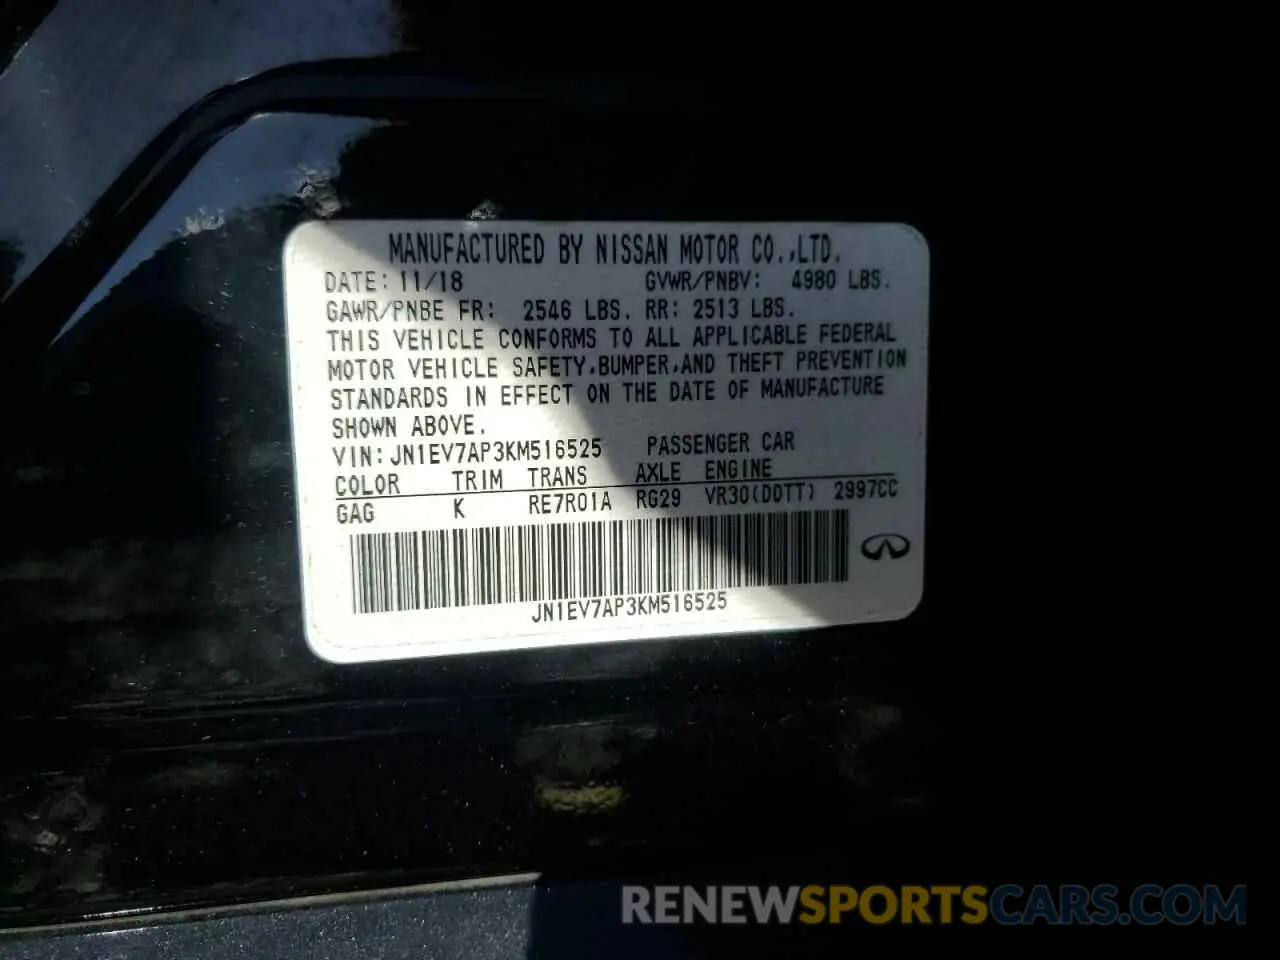 MANUFACTURED BY NISSAN MOTOR CO.,LTD.
DATE: 11/18 GVWR/PNBV: 4980 LBS.
GAWR/PNBE FR: 2546 LBS. RR: 2513 LBS.
THIS VEHICLE CONFORMS TO ALL APPLICABLE FEDERAL
MOTOR VEHICLE SAFETY,BUMPER,AND THEFT PREVENTION
STANDARDS IN EFFECT ON THE DATE OF MANUFACTURE
SHOWN ABOVE.
VIN: JN1EV7AP3KM516525 PASSENGER CAR
COLOR TRIM TRANS AXLE ENGINE
GAG K RE7R01A RG29 VR30(DDTT) 2997CC
JN1EV7AP3KM516525
RENEWSPORTSCARS.COM